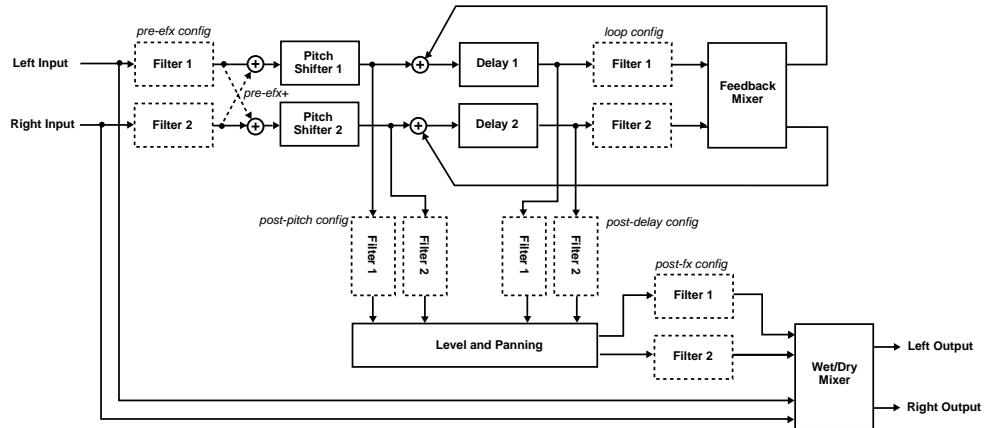 pre-efx config
loop config
Left Input
Filter 1
Pitch
Shifter 1
Delay 1
Filter 1
Feedback
Mixer
pre-efx+
Right Input
Filter 2
Pitch
Shifter 2
Delay 2
Filter 2
post-pitch config
Filter 1
Filter 2
Filter 1
Filter 2
post-delay config
post-fx config
Filter 1
Level and Panning
Filter 2
Wet/Dry
Mixer
Left Output
Right Output